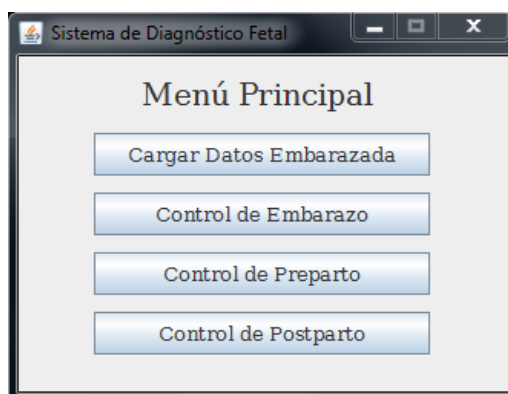 Sistema de Diagnóstico Fetal
Menú Principal
Cargar Datos Embarazada
Control de Embarazo
Control de Preparto
Control de Postparto